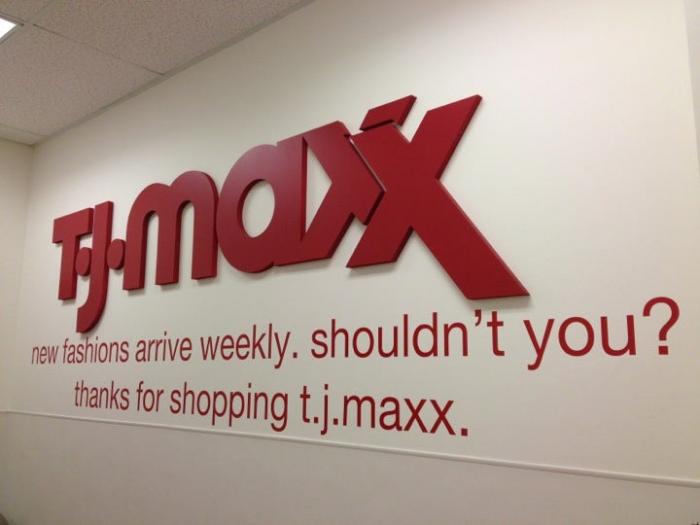 T.J.maxx
new fashions arrive weekly. shouldn't you?
thanks for shopping t.j.maxx.